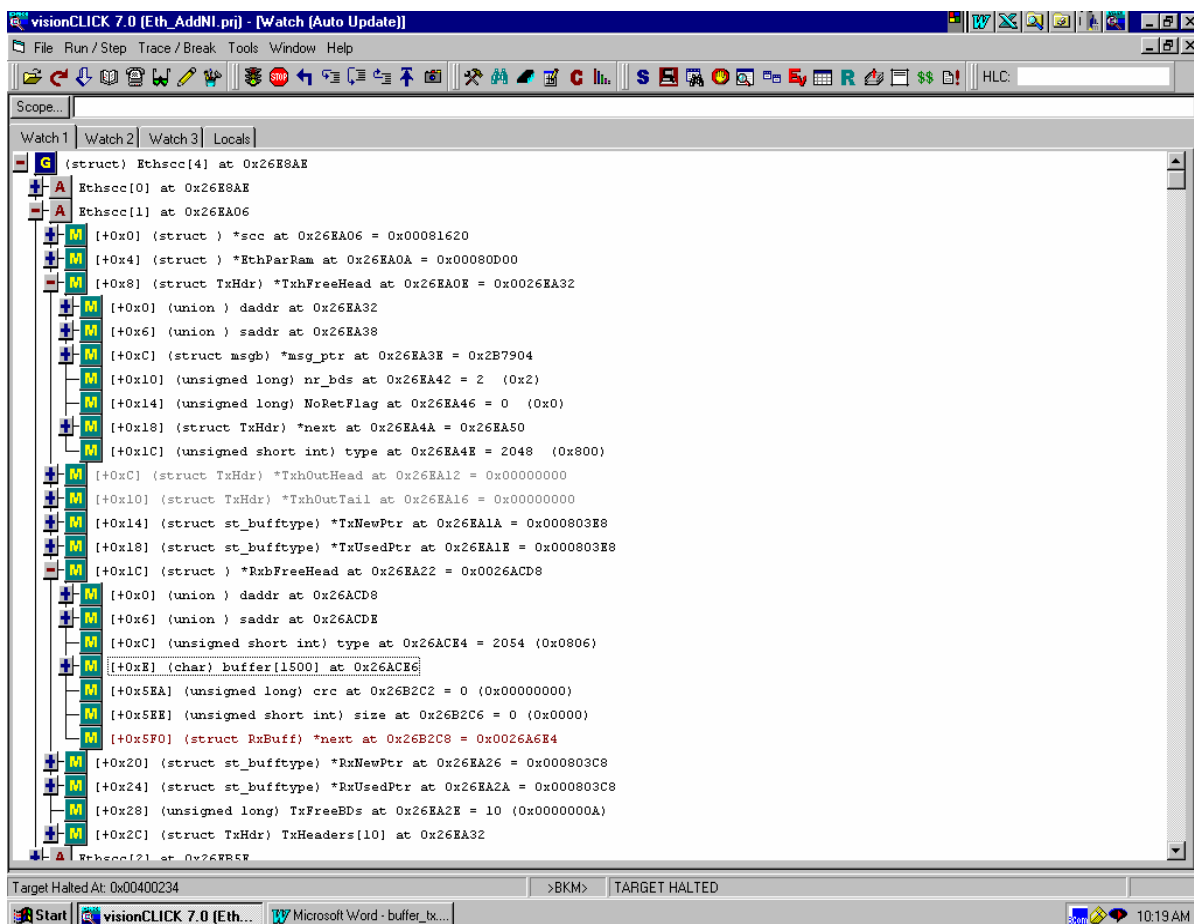 visionCLICK 7.0 (Eth_AddNI.prj) - [Watch (Auto Update)]
File Run / Step Trace / Break Tools Window Help
HLC:
Scope...
Watch 1 Watch 2 Watch 3 Locals
G (struct) Ethscc[4] at 0x26E8AE
A Ethscc[0] at 0x26E8AE
A Ethscc[1] at 0x26EA06
M [+0x0] (struct ) *scc at 0x26EA06 = 0x00081620
M [+0x4] (struct ) *EthParRam at 0x26EA0A = 0x00080D00
M [+0x8] (struct TxHdr) *TxhFreeHead at 0x26EA0E = 0x0026EA32
M [+0x0] (union ) daddr at 0x26EA32
M [+0x6] (union ) saddr at 0x26EA38
M [+0xC] (struct msgb) *msg_ptr at 0x26EA3E = 0x2B7904
M [+0x10] (unsigned long) nr_bds at 0x26EA42 = 2 (0x2)
M [+0x14] (unsigned long) NoRetFlag at 0x26EA46 = 0 (0x0)
M [+0x18] (struct TxHdr) *next at 0x26EA4A = 0x26EA50
M [+0x1C] (unsigned short int) type at 0x26EA4E = 2048 (0x800)
M [+0xC] (struct TxHdr) *TxhOutHead at 0x26EA12 = 0x00000000
M [+0x10] (struct TxHdr) *TxhOutTail at 0x26EA16 = 0x00000000
M [+0x14] (struct st_bufftype) *TxNewPtr at 0x26EA1A = 0x000803E8
M [+0x18] (struct st_bufftype) *TxUsedPtr at 0x26EA1E = 0x000803E8
M [+0x1C] (struct ) *RxbFreeHead at 0x26EA22 = 0x0026ACD8
M [+0x0] (union ) daddr at 0x26ACD8
M [+0x6] (union ) saddr at 0x26ACDE
M [+0xC] (unsigned short int) type at 0x26ACE4 = 2054 (0x0806)
M [+0xE] (char) buffer[1500] at 0x26ACE6
M [+0x5EA] (unsigned long) crc at 0x26B2C2 = 0 (0x00000000)
M [+0x5EE] (unsigned short int) size at 0x26B2C6 = 0 (0x0000)
M [+0x5F0] (struct RxBuff) *next at 0x26B2C8 = 0x0026A6E4
M [+0x20] (struct st_bufftype) *RxNewPtr at 0x26EA26 = 0x000803C8
M [+0x24] (struct st_bufftype) *RxUsedPtr at 0x26EA2A = 0x000803C8
M [+0x28] (unsigned long) TxFreeBDs at 0x26EA2E = 10 (0x0000000A)
M [+0x2C] (struct TxHdr) TxHeaders[10] at 0x26EA32
A Ethscc[2] at 0x26EB5E
Target Halted At: 0x00400234 >BKM> TARGET HALTED
Start visionCLICK 7.0 (Eth... Microsoft Word - buffer_tx.... 10:19 AM